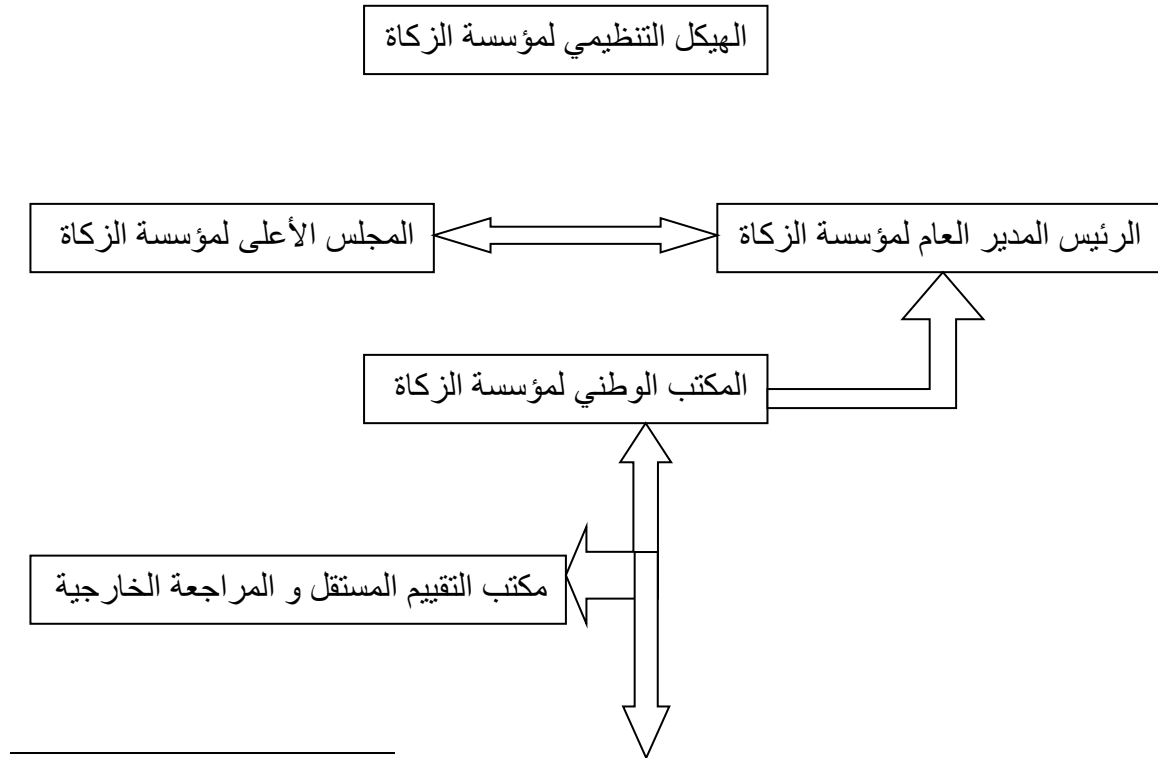 الهيكل التنظيمي لمؤسسة الزكاة
الرئيس المدير العام لمؤسسة الزكاة
المجلس الأعلى لمؤسسة الزكاة
المكتب الوطني لمؤسسة الزكاة
مكتب التقييم المستقل و المراجعة الخارجية